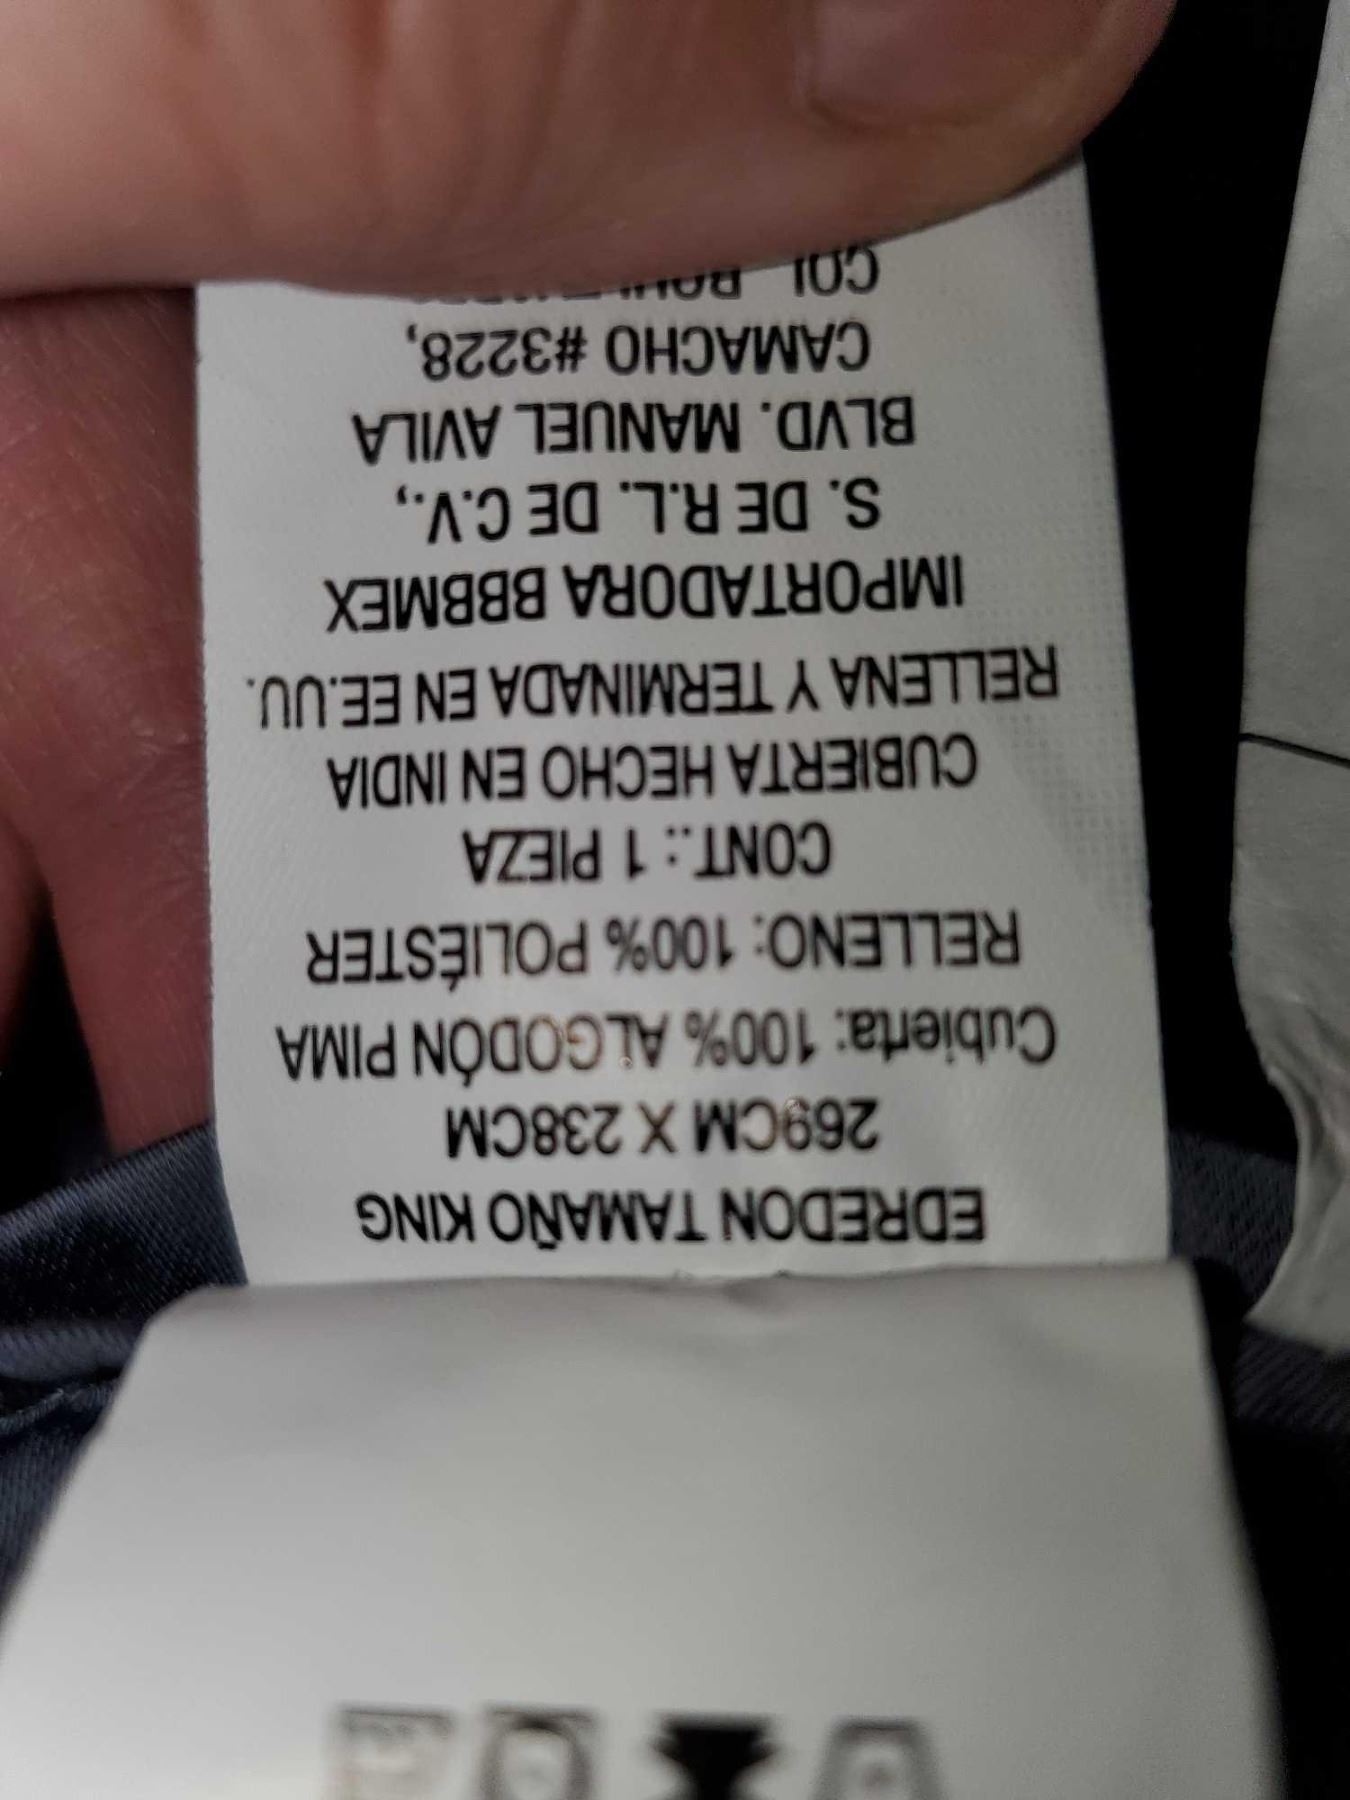 EDREDON TAMAÑO KING
269CM X 238CM
Cubierta: 100% ALGODÓN PIMA
RELLENO: 100% POLIÉSTER
CONT.: 1 PIEZA
CUBIERTA HECHO EN INDIA
RELLENA Y TERMINADA EN EE.UU.
IMPORTADORA BBBMEX
S. DE R.L. DE C.V.,
BLVD. MANUEL AVILA
CAMACHO #3228,
COL.